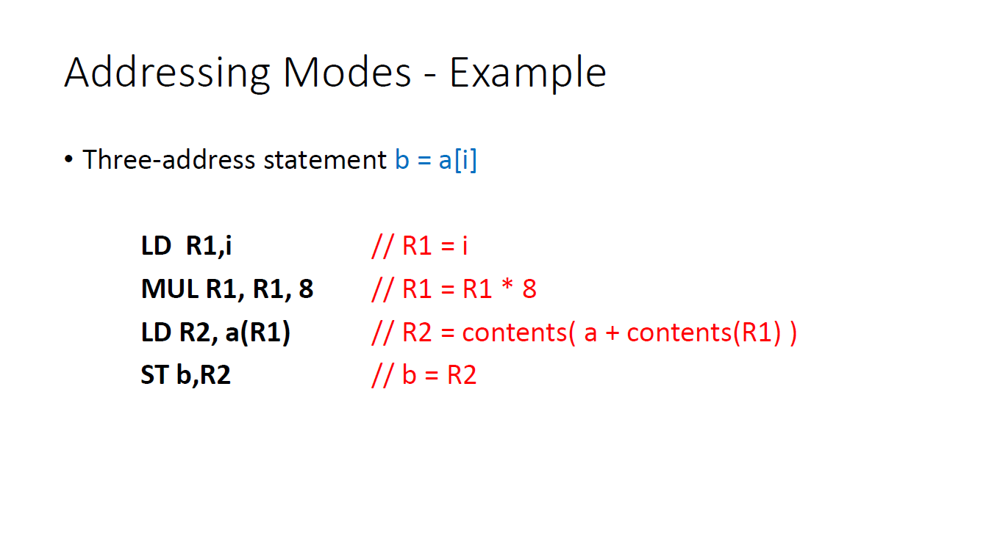 Addressing Modes - Example
• Three-address statement b = a[i]
LD  R1,i // R1 = i
MUL R1, R1, 8 // R1 = R1 * 8
LD R2, a(R1) // R2 = contents( a + contents(R1) )
ST b,R2 // b = R2